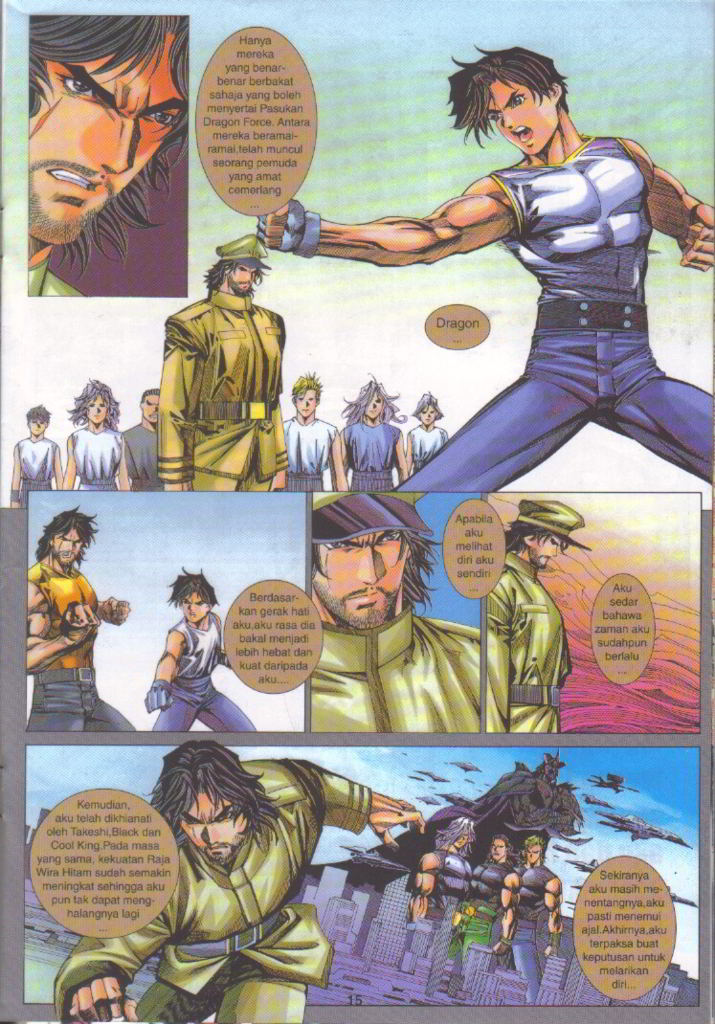 Hanya
mereka
yang benar-
benar berbakat
sahaja yang boleh
menyertai Pasukan
Dragon Force. Antara
mereka beramai-
ramai,telah muncul
seorang pemuda
yang amat
cemerlang
...
Dragon
...
Berdasar-
kan gerak hati
aku,aku rasa dia
bakal menjadi
lebih hebat dan
kuat daripada
aku....
Apabila
aku
melihat
diri aku
sendiri
...
Aku
sedar
bahawa
zaman aku
sudahpun
berlalu
...
Kemudian,
aku telah dikhianati
oleh Takeshi,Black dan
Cool King.Pada masa
yang sama, kekuatan Raja
Wira Hitam sudah semakin
meningkat sehingga aku
pun tak dapat meng-
halangnya lagi
...
Sekiranya
aku masih me-
nentangnya,aku
pasti menemui
ajal.Akhirnya,aku
terpaksa buat
keputusan untuk
melarikan
diri...
15